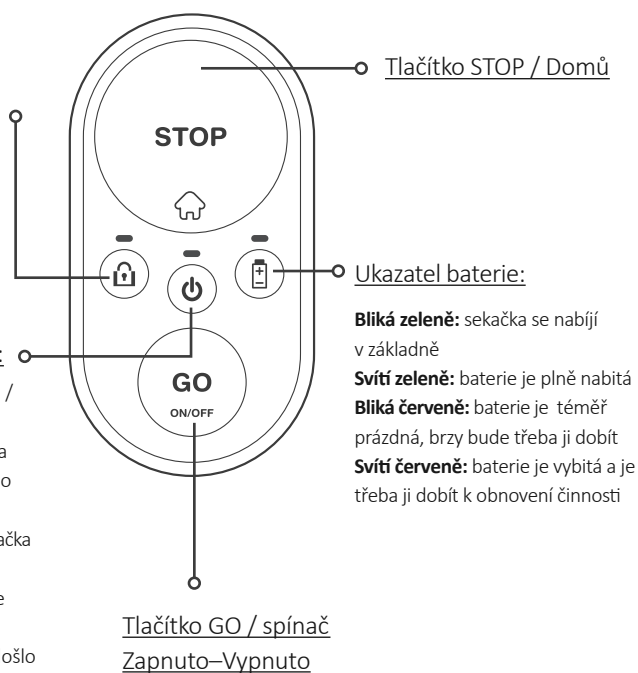 Tlačítko STOP / Domů
STOP
Ukazatel baterie:
Bliká zeleně: sekačka se nabíjí
v základně
Svítí zeleně: baterie je plně nabitá
Bliká červeně: baterie je téměř
prázdná, brzy bude třeba ji dobít
Svítí červeně: baterie je vybitá a je
třeba ji dobít k obnovení činnosti
GO
ON/OFF
/
Tlačítko GO / spínač
Zapnuto–Vypnuto